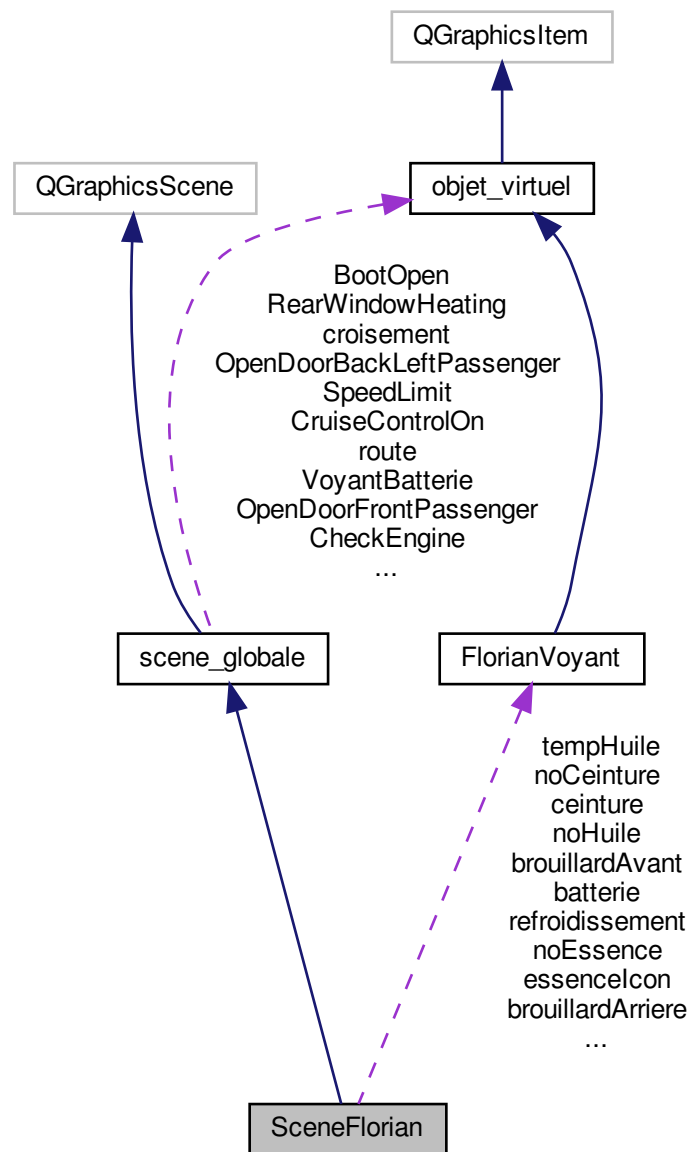 QGraphicsItem
QGraphicsScene
objet_virtuel
BootOpen
RearWindowHeating
croisement
OpenDoorBackLeftPassenger
SpeedLimit
CruiseControlOn
route
VoyantBatterie
OpenDoorFrontPassenger
CheckEngine
...
scene_globale
FlorianVoyant
tempHuile
noCeinture
ceinture
noHuile
brouillardAvant
batterie
refroidissement
noEssence
essenceIcon
brouillardArriere
...
SceneFlorian